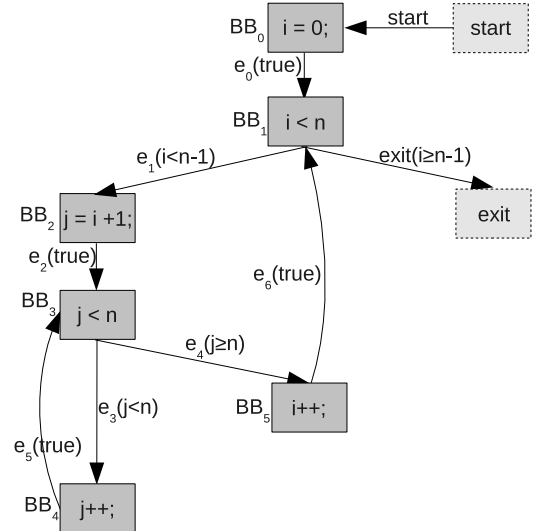 BB0 i = 0; start start
e0(true)
BB1 i < n
e1(i<n-1) exit(i≥n-1)
BB2 j = i +1; exit
e2(true) e6(true)
BB3 j < n
e4(j≥n)
BB5 i++;
e3(j<n)
e5(true)
BB4 j++;